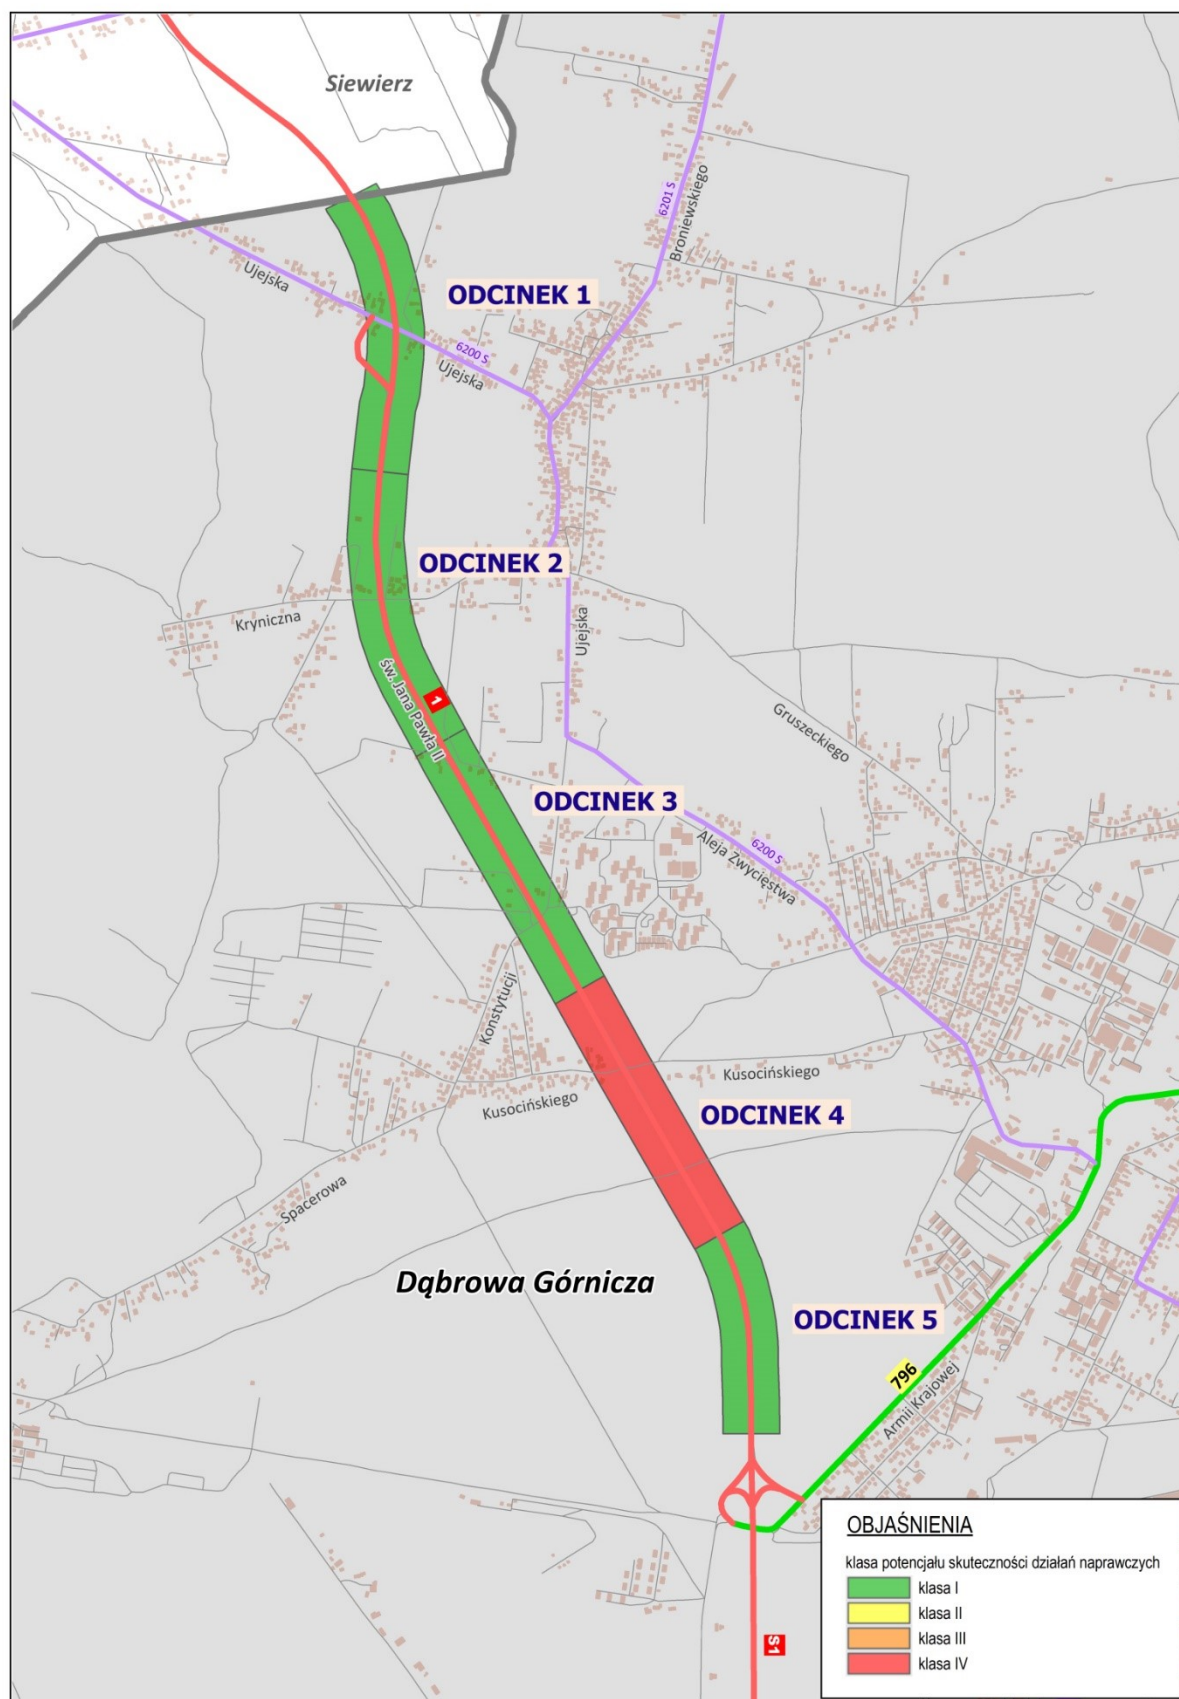 Siewierz
6201 S
Broniewskiego
Ujejska
ODCINEK 1
6200 S
Ujejska
ODCINEK 2
Kryniczna
Ujejska
św. Jana Pawła II
1
Gruszeckiego
ODCINEK 3
6200 S
Aleja Zwycięstwa
Konstytucji
Kusocińskiego
Kusocińskiego
ODCINEK 4
Spacerowa
Dąbrowa Górnicza
ODCINEK 5
796
Armii Krajowej
S1
OBJAŚNIENIA
klasa potencjału skuteczności działań naprawczych
klasa I
klasa II
klasa III
klasa IV